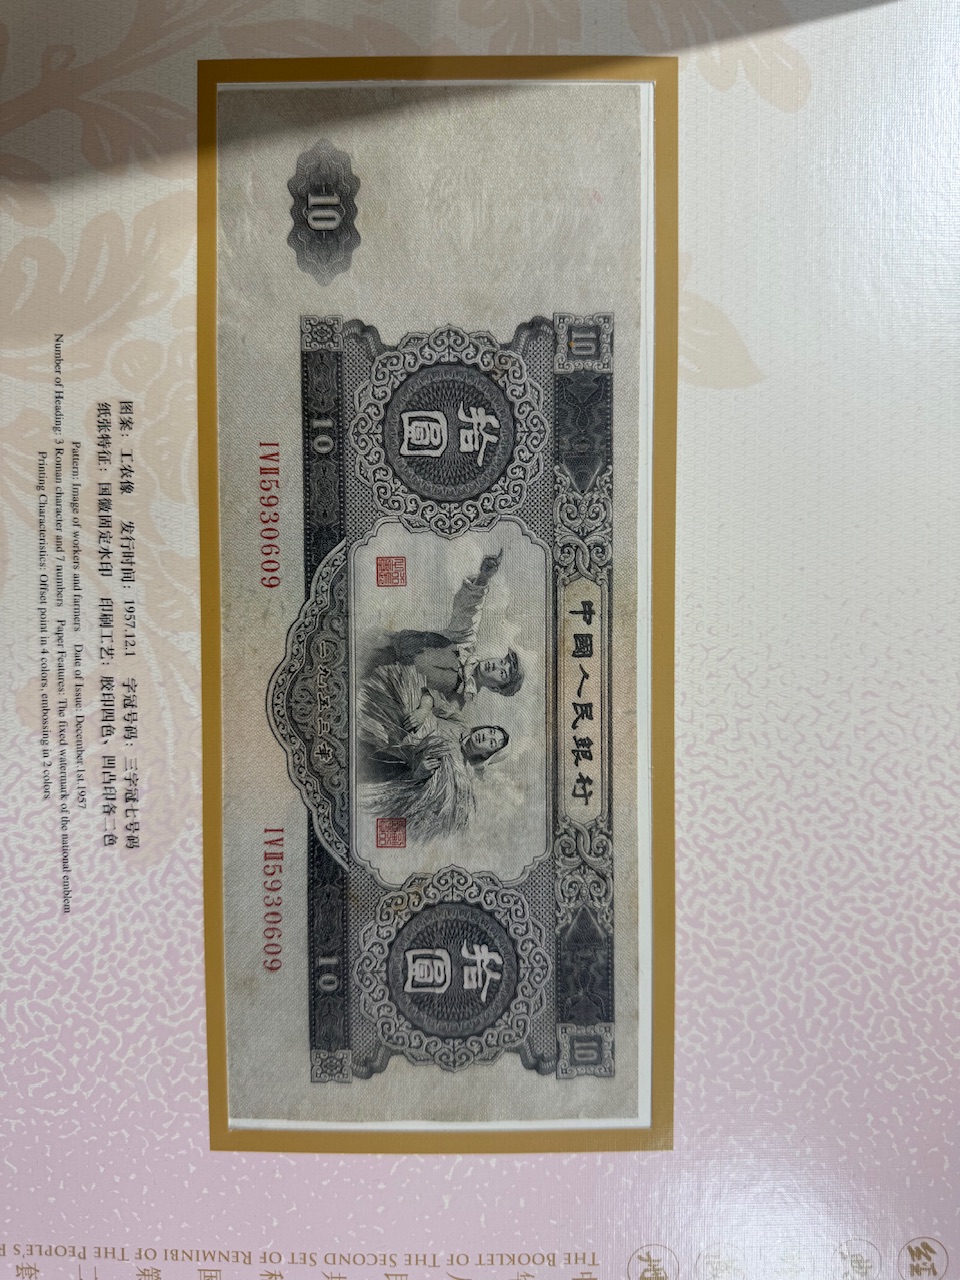 中國人民銀行
10
10
10
拾圓
拾圓
10
10
一九五三年
IVII5930609
IVII5930609
图案：工农像 发行时间：1957.12.1 字冠号码：三字冠七号码
纸张特征：国徽固定水印 印刷工艺：胶印四色、凹凸印各二色
Pattern: Image of workers and farmers Date of Issue: December.1st.1957
Number of Heading: 3 Roman character and 7 numbers Paper Features: The fixed watermark of the national emblem
Printing Characteristics: Offset point in 4 colors, embossing in 2 colors
THE BOOKLET OF THE SECOND SET OF RENMINBI OF THE PEOPLE'S